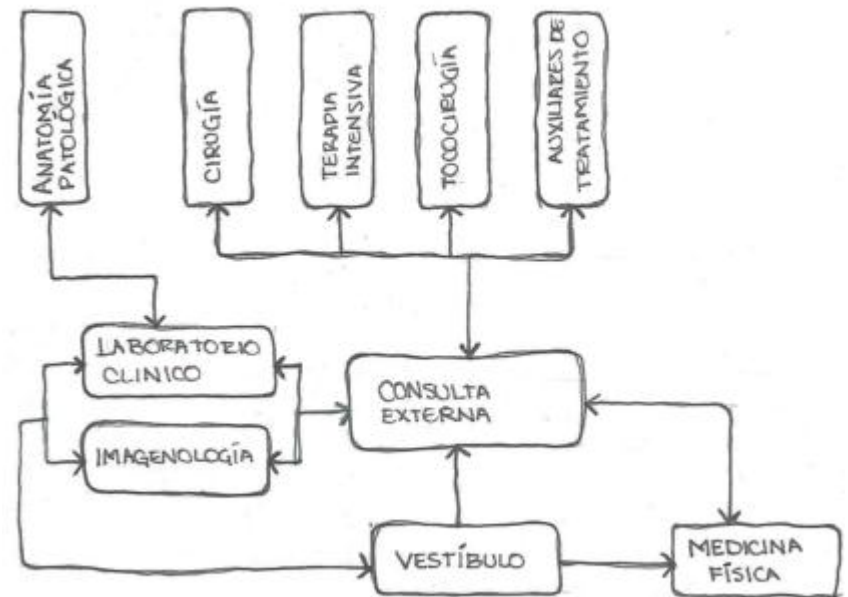 ANATOMÍA
PATOLÓGICA
CIRUGÍA
TERAPIA
INTENSIVA
TOCOCIRUGÍA
AUXILIARES DE
TRATAMIENTO
LABORATORIO
CLINICO
IMAGENOLOGÍA
CONSULTA
EXTERNA
VESTÍBULO
MEDICINA
FÍSICA